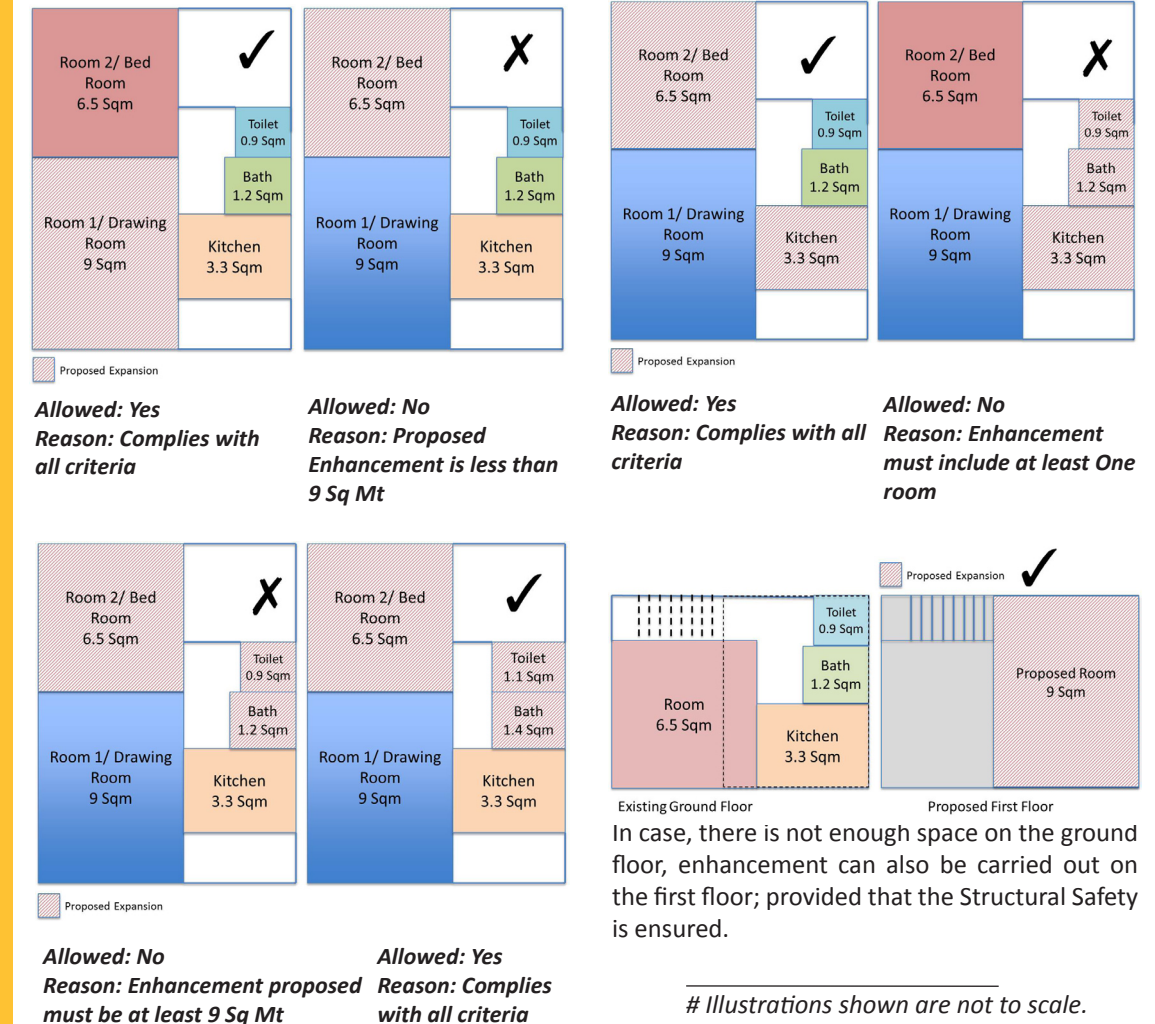 Room 2/ Bed
Room
6.5 Sqm
Toilet
0.9 Sqm
Bath
1.2 Sqm
Room 1/ Drawing
Room
9 Sqm
Kitchen
3.3 Sqm
Room 2/ Bed
Room
6.5 Sqm
Toilet
0.9 Sqm
Bath
1.2 Sqm
Room 1/ Drawing
Room
9 Sqm
Kitchen
3.3 Sqm
Proposed Expansion
Allowed: Yes
Reason: Complies with
all criteria
Allowed: No
Reason: Proposed
Enhancement is less than
9 Sq Mt
Room 2/ Bed
Room
6.5 Sqm
Toilet
0.9 Sqm
Bath
1.2 Sqm
Room 1/ Drawing
Room
9 Sqm
Kitchen
3.3 Sqm
Room 2/ Bed
Room
6.5 Sqm
Toilet
0.9 Sqm
Bath
1.2 Sqm
Room 1/ Drawing
Room
9 Sqm
Kitchen
3.3 Sqm
Proposed Expansion
Allowed: Yes
Reason: Complies with all
criteria
Allowed: No
Reason: Enhancement
must include at least One
room
Room 2/ Bed
Room
6.5 Sqm
Toilet
0.9 Sqm
Bath
1.2 Sqm
Room 1/ Drawing
Room
9 Sqm
Kitchen
3.3 Sqm
Room 2/ Bed
Room
6.5 Sqm
Toilet
1.1 Sqm
Bath
1.4 Sqm
Room 1/ Drawing
Room
9 Sqm
Kitchen
3.3 Sqm
Proposed Expansion
Allowed: No
Reason: Enhancement proposed
must be at least 9 Sq Mt
Allowed: Yes
Reason: Complies
with all criteria
Proposed Expansion
Toilet
0.9 Sqm
Bath
1.2 Sqm
Room
6.5 Sqm
Kitchen
3.3 Sqm
Proposed Room
9 Sqm
Existing Ground Floor
Proposed First Floor
In case, there is not enough space on the ground
floor, enhancement can also be carried out on
the first floor; provided that the Structural Safety
is ensured.
# Illustrations shown are not to scale.